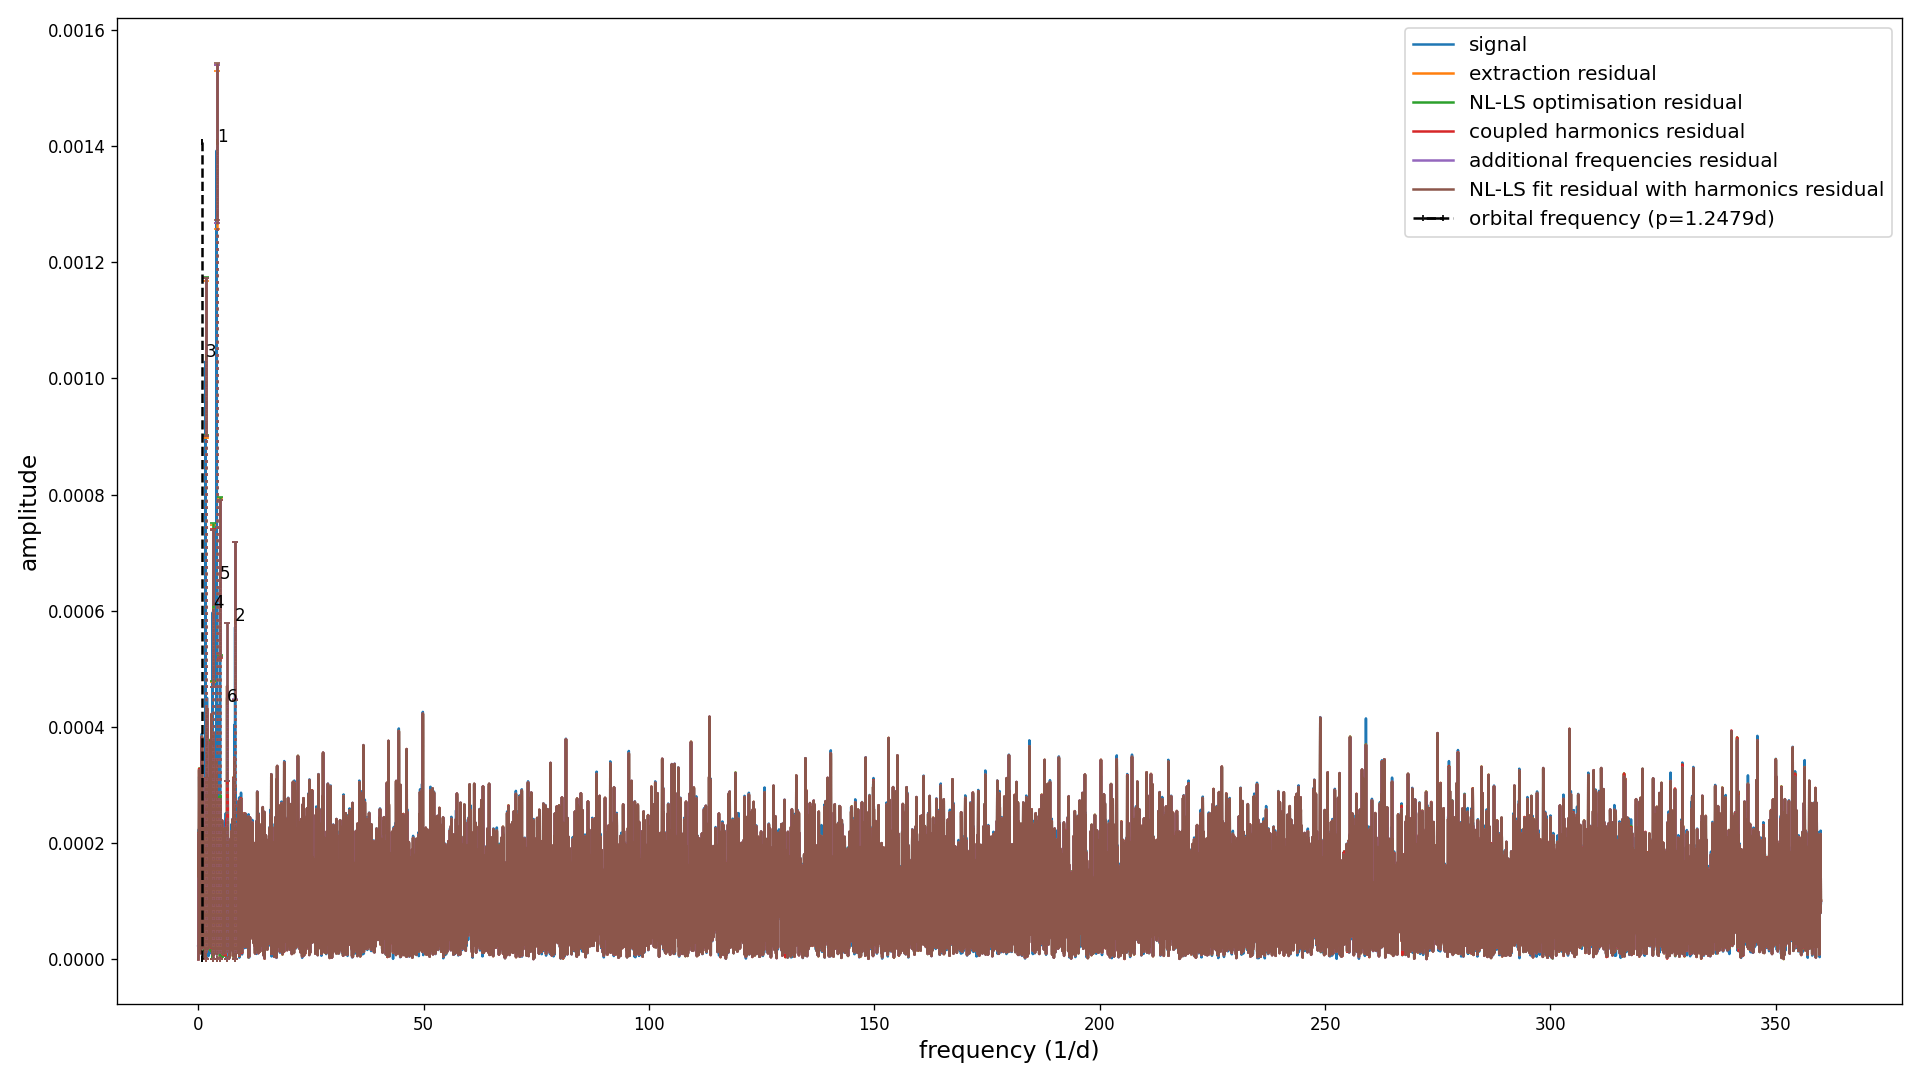 0.0016
0.0014
0.0012
0.0010
0.0008
0.0006
0.0004
0.0002
0.0000
amplitude
1
3
5
4
2
6
signal
extraction residual
NL-LS optimisation residual
coupled harmonics residual
additional frequencies residual
NL-LS fit residual with harmonics residual
orbital frequency (p=1.2479d)
0 50 100 150 200 250 300 350
frequency (1/d)